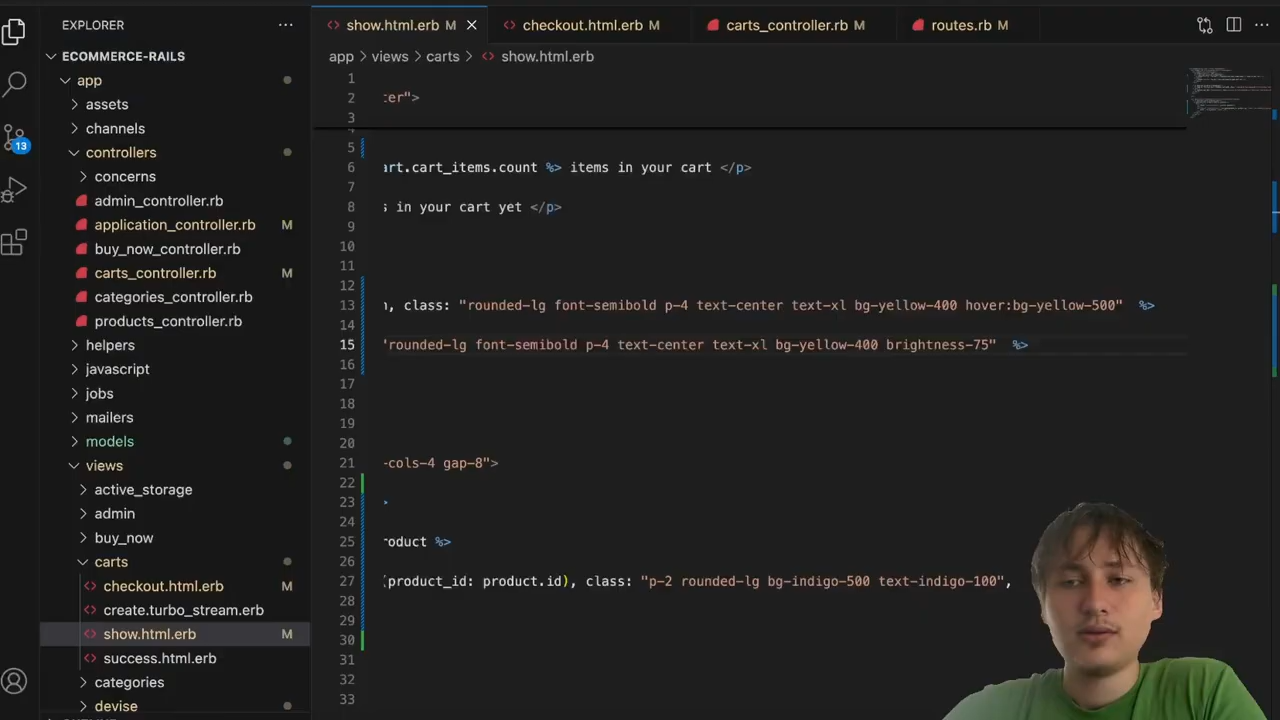 EXPLORER
ECOMMERCE-RAILS
app
assets
channels
controllers
concerns
admin_controller.rb
application_controller.rb M
buy_now_controller.rb
carts_controller.rb M
categories_controller.rb
products_controller.rb
helpers
javascript
jobs
mailers
models
views
active_storage
admin
buy_now
carts
checkout.html.erb
create.turbo_stream.erb
show.html.erb M
success.html.erb
categories
devise
13
show.html.erb M
checkout.html.erb M
carts_controller.rb M
routes.rb M
app > views > carts > show.html.erb
1
2 ter">
3
4
5
6 art.cart_items.count %> items in your cart </p>
7
8 s in your cart yet </p>
9
10
11
12
13 , class: "rounded-lg font-semibold p-4 text-center text-xl bg-yellow-400 hover:bg-yellow-500" %>
14
15 "rounded-lg font-semibold p-4 text-center text-xl bg-yellow-400 brightness-75" %>
16
17
18
19
20
21 -cols-4 gap-8">
22
23 >
24
25 roduct %>
26
27 (product_id: product.id), class: "p-2 rounded-lg bg-indigo-500 text-indigo-100",
28
29
30
31
32
33